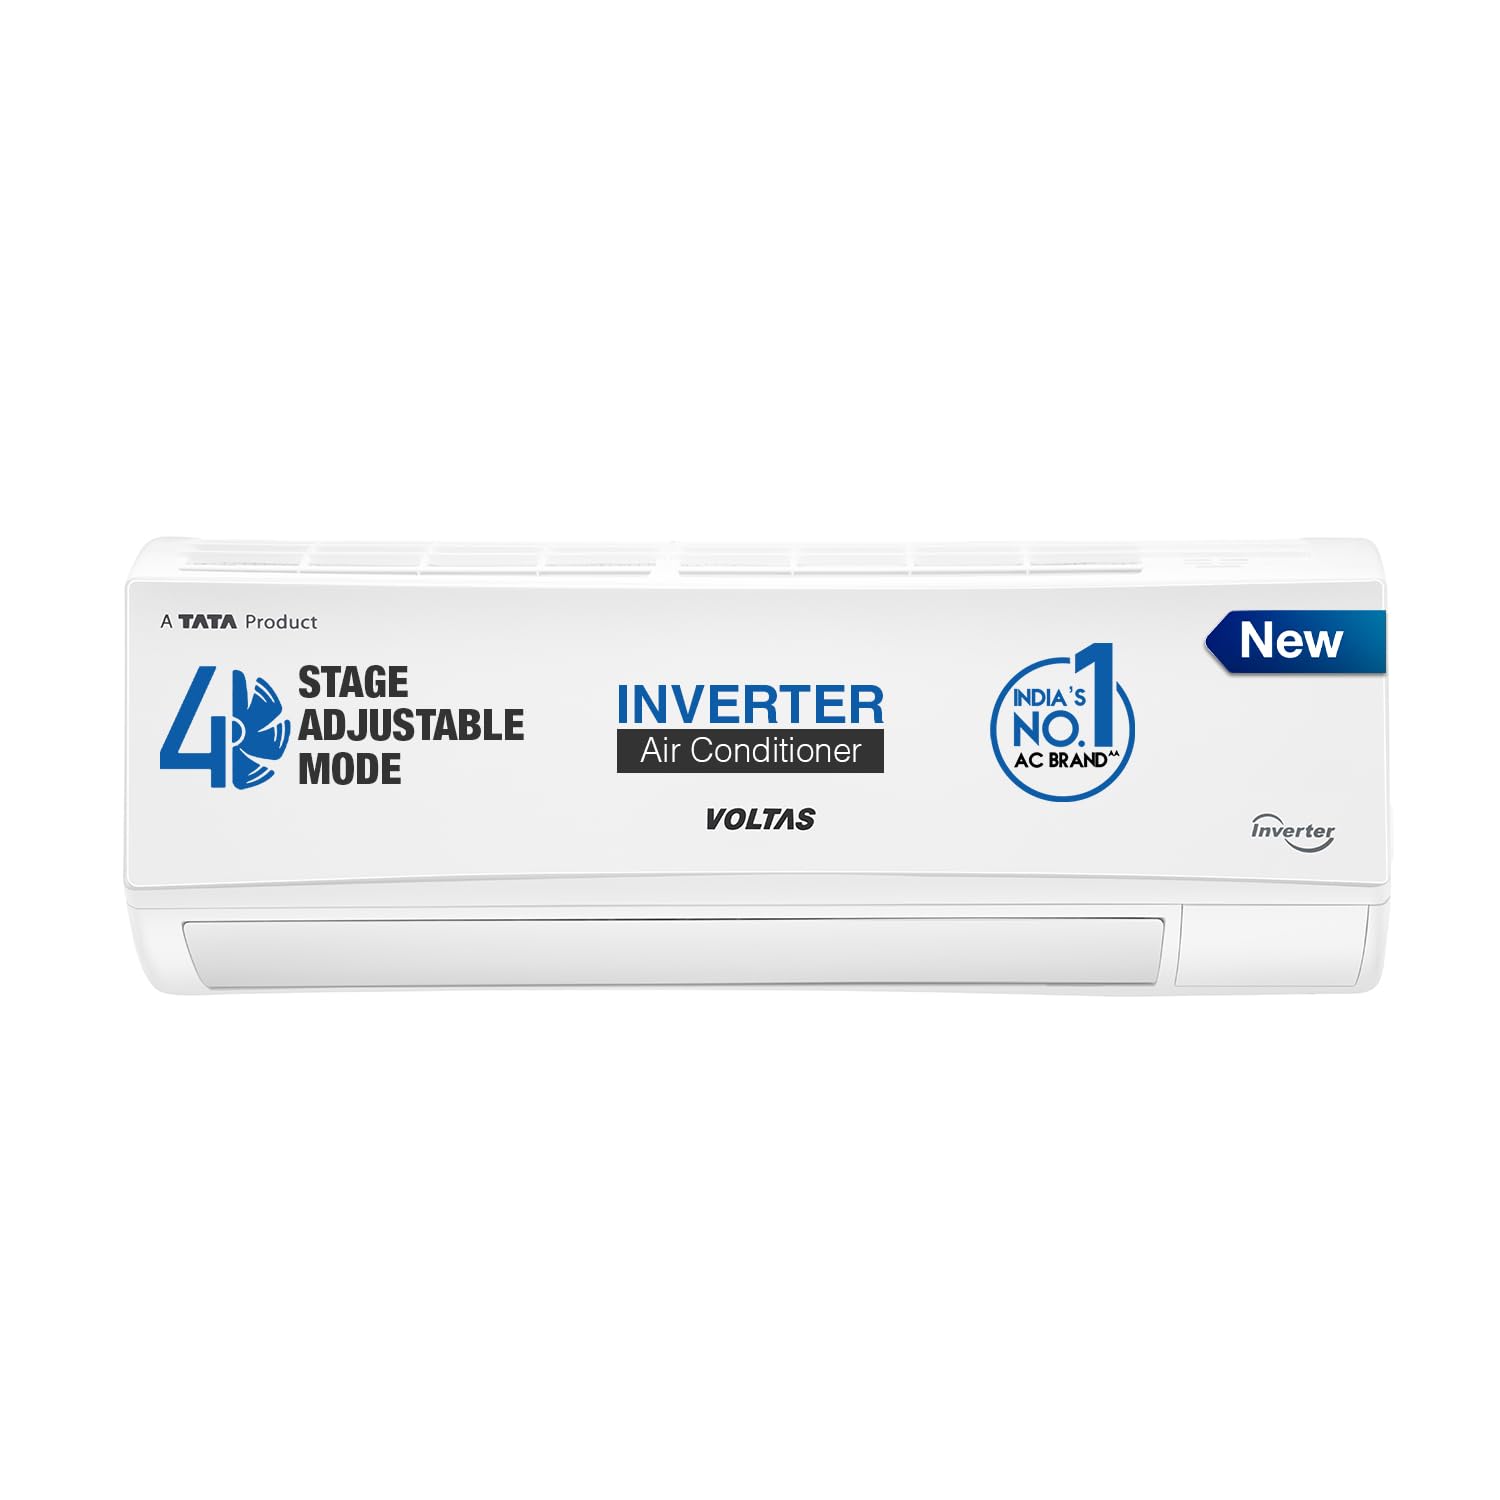 A TATA Product
New
4 STAGE
ADJUSTABLE
MODE
INVERTER
Air Conditioner
INDIA'S
NO.1
AC BRAND^^
VOLTAS
Inverter